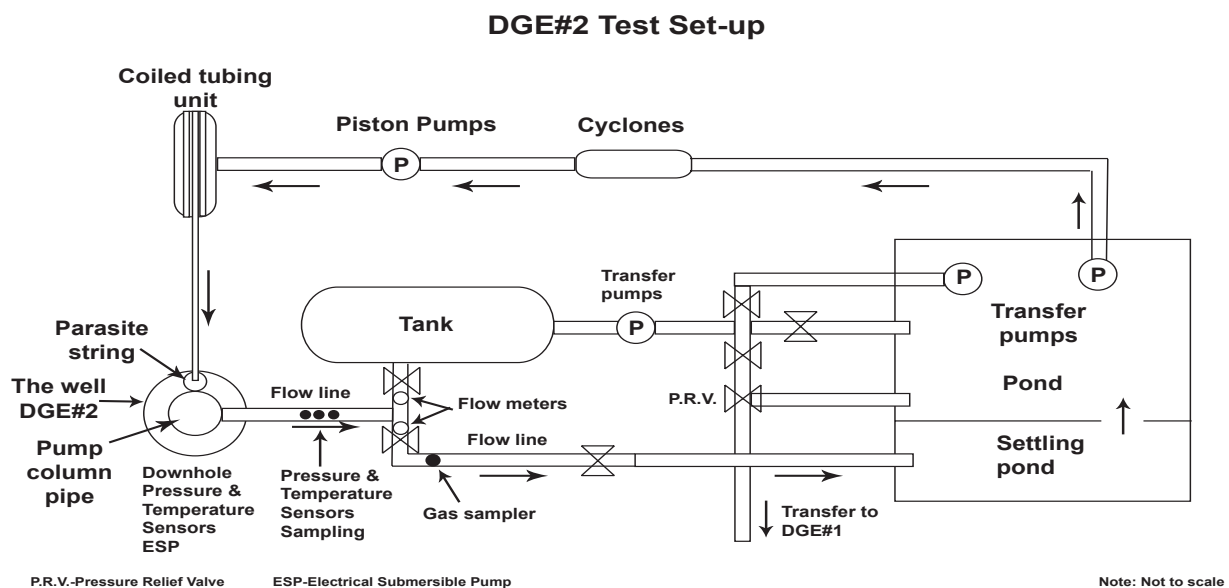 DGE#2 Test Set-up
Coiled tubing
unit
Piston Pumps
Cyclones
P
P
Parasite
string
The well
DGE#2
Pump
column
pipe
Tank
Transfer
pumps
P
P
P.R.V.
Transfer
pumps
Pond
Settling
pond
Flow line
Flow meters
Flow line
Downhole
Pressure &
Temperature
Sensors
ESP
Pressure &
Temperature
Sensors
Sampling
Gas sampler
Transfer to
DGE#1
P.R.V.-Pressure Relief Valve
ESP-Electrical Submersible Pump
Note: Not to scale